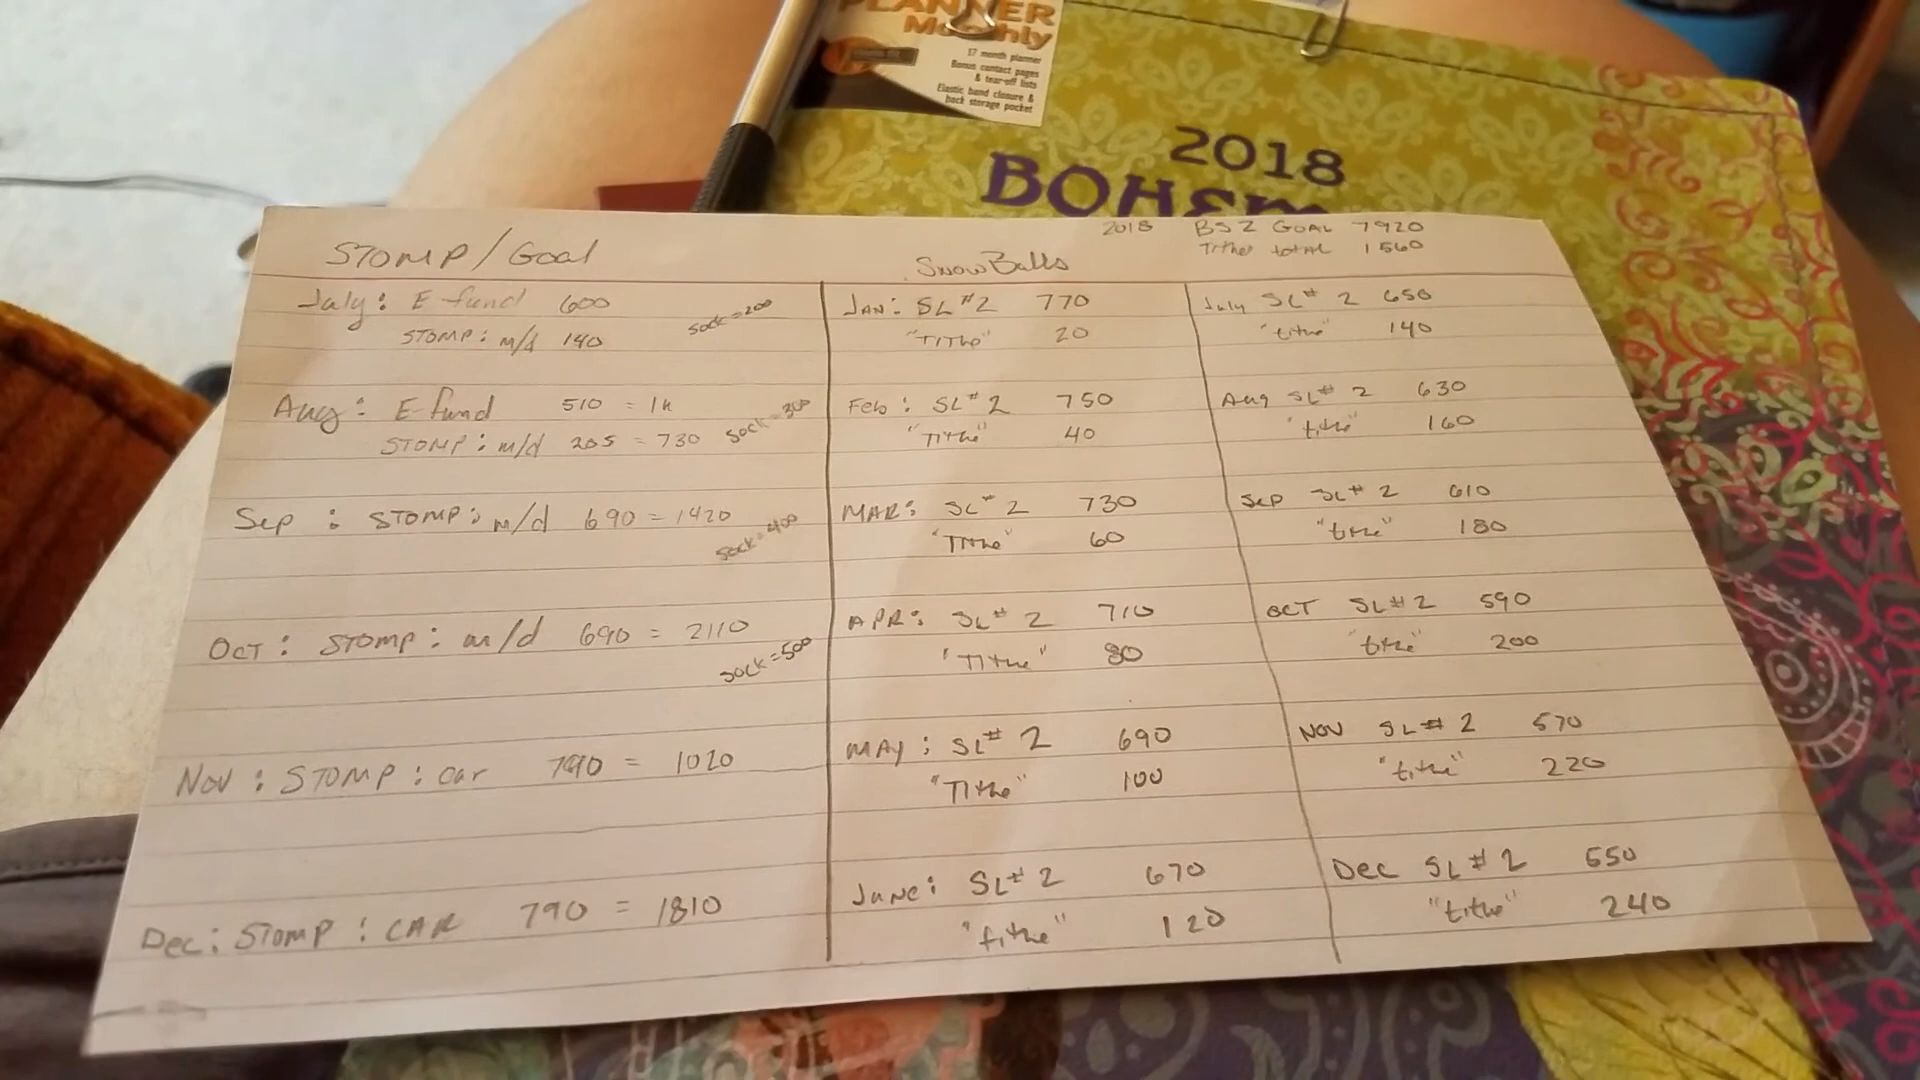 PLANNER
Monthly
17 month planner
Bonus contact pages
& tear-off lists
Elastic band closure &
back storage pocket
2018
BOHEM
2018 BS2 GOAL 7920
Tithes total 1560
STOMP/Goal
SnowBalls
July: E fund 600
sock=200
STOMP: m/d 140
Aug: E-fund 510 = 1k
sock=300
STOMP: m/d 205 = 730
Sep: STOMP: m/d 690 = 1420
sock=400
OCT: STOMP: m/d 690 = 2110
sock=500
Nov: STOMP: car 790 = 1020
Dec: STOMP: CAR 790 = 1810
JAN: SL #2 770
"TITHE" 20
Feb: SL #2 750
"Tithe" 40
MAR: SL #2 730
"Tithe" 60
APR: SL #2 710
"Tithe" 80
MAY: SL #2 690
"Tithe" 100
June: SL #2 670
"tithe" 120
July SL #2 650
"tithe" 140
Aug SL #2 630
"tithe" 160
Sep SL #2 610
"tithe" 180
OCT SL #2 590
"tithe" 200
NOV SL #2 570
"tithe" 220
Dec SL #2 550
"tithe" 240